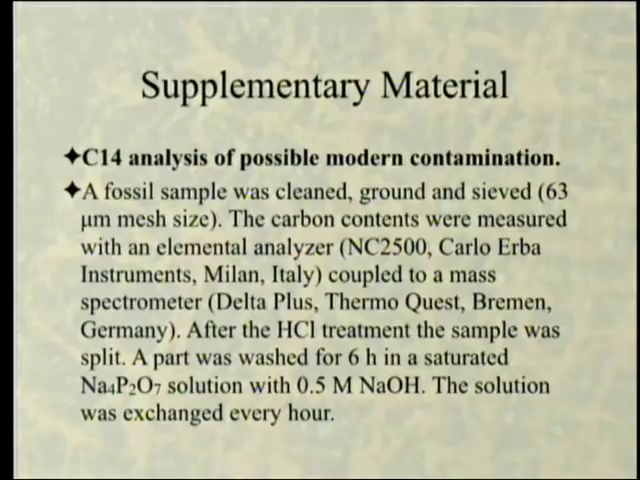 Supplementary Material
✦C14 analysis of possible modern contamination.
✦A fossil sample was cleaned, ground and sieved (63
μm mesh size). The carbon contents were measured
with an elemental analyzer (NC2500, Carlo Erba
Instruments, Milan, Italy) coupled to a mass
spectrometer (Delta Plus, Thermo Quest, Bremen,
Germany). After the HCl treatment the sample was
split. A part was washed for 6 h in a saturated
Na₄P₂O₇ solution with 0.5 M NaOH. The solution
was exchanged every hour.